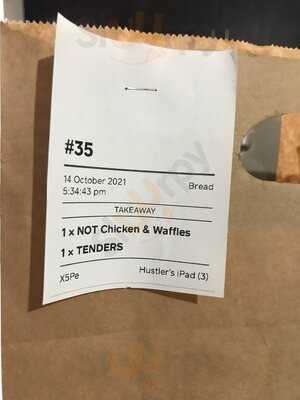 #35
14 October 2021
5:34:43 pm Bread
TAKEAWAY
1 x NOT Chicken & Waffles
1 x TENDERS
X5Pe Hustler's iPad (3)